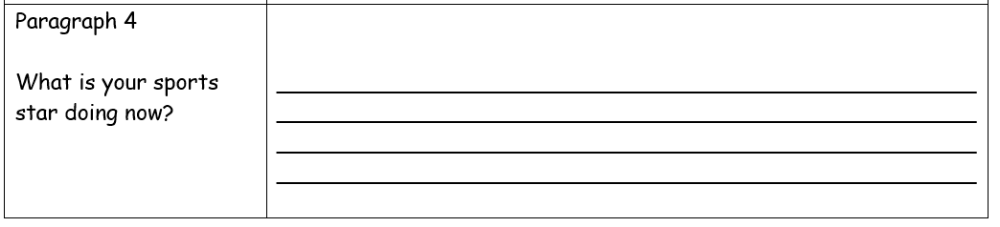 Paragraph 4
What is your sports
star doing now?